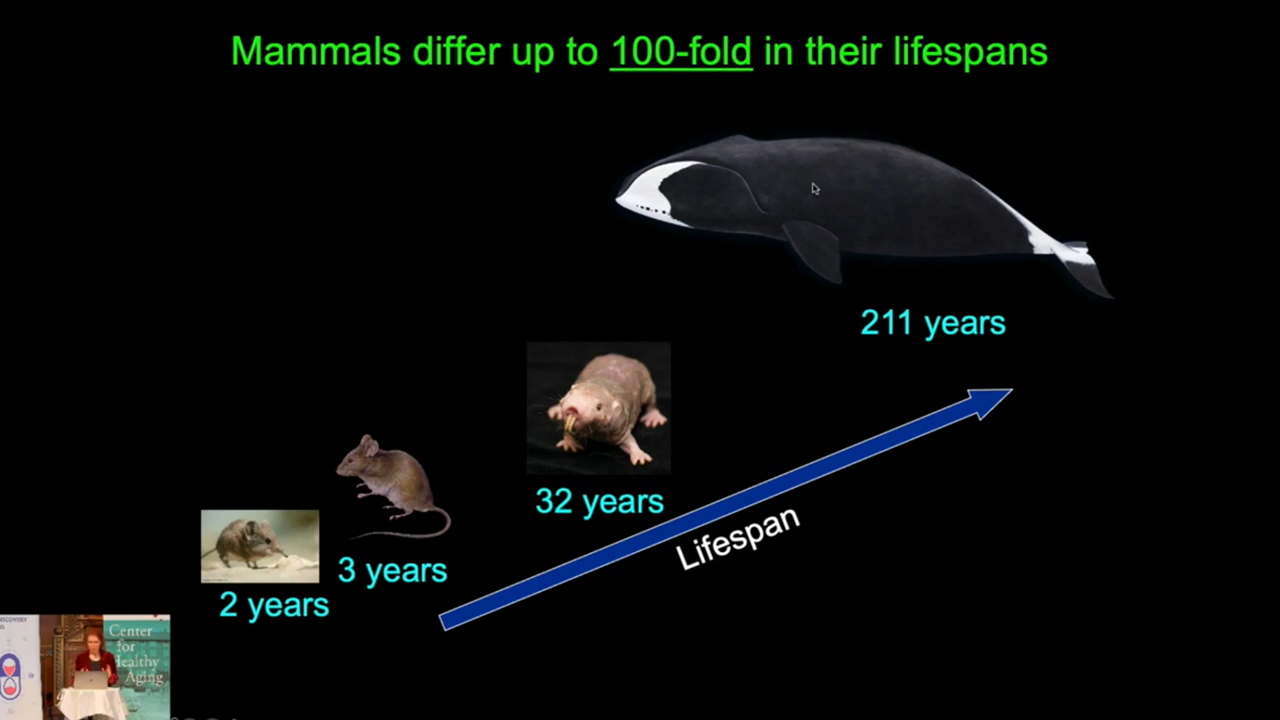 Mammals differ up to 100-fold in their lifespans
211 years
32 years
Lifespan
3 years
2 years
Center
for
Healthy
Aging